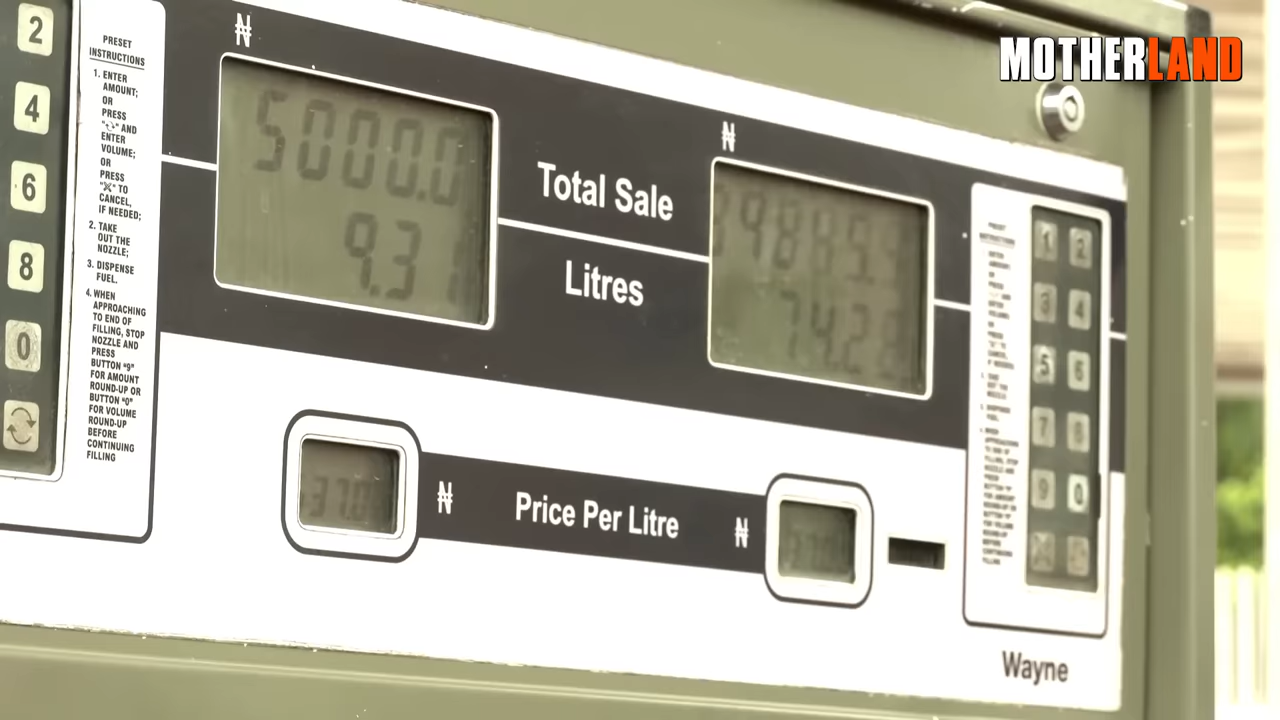 MOTHERLAND
2
4
6
8
0
PRESET
INSTRUCTIONS
1. ENTER
AMOUNT;
OR
PRESS
AND
ENTER
VOLUME;
OR
PRESS
TO
CANCEL,
IF NEEDED;
2. TAKE
OUT THE
NOZZLE;
3. DISPENSE
FUEL.
4. WHEN
APPROACHING
TO END OF
FILLING, STOP
NOZZLE AND
PRESS
BUTTON "9"
FOR AMOUNT
ROUND-UP OR
BUTTON "0"
FOR VOLUME
ROUND-UP
BEFORE
CONTINUING
FILLING
₦
5000.0
9.31
Total Sale
Litres
₦
74.29
₦
Price Per Litre
₦
1 2
3 4
5 6
7 8
9 0
Wayne